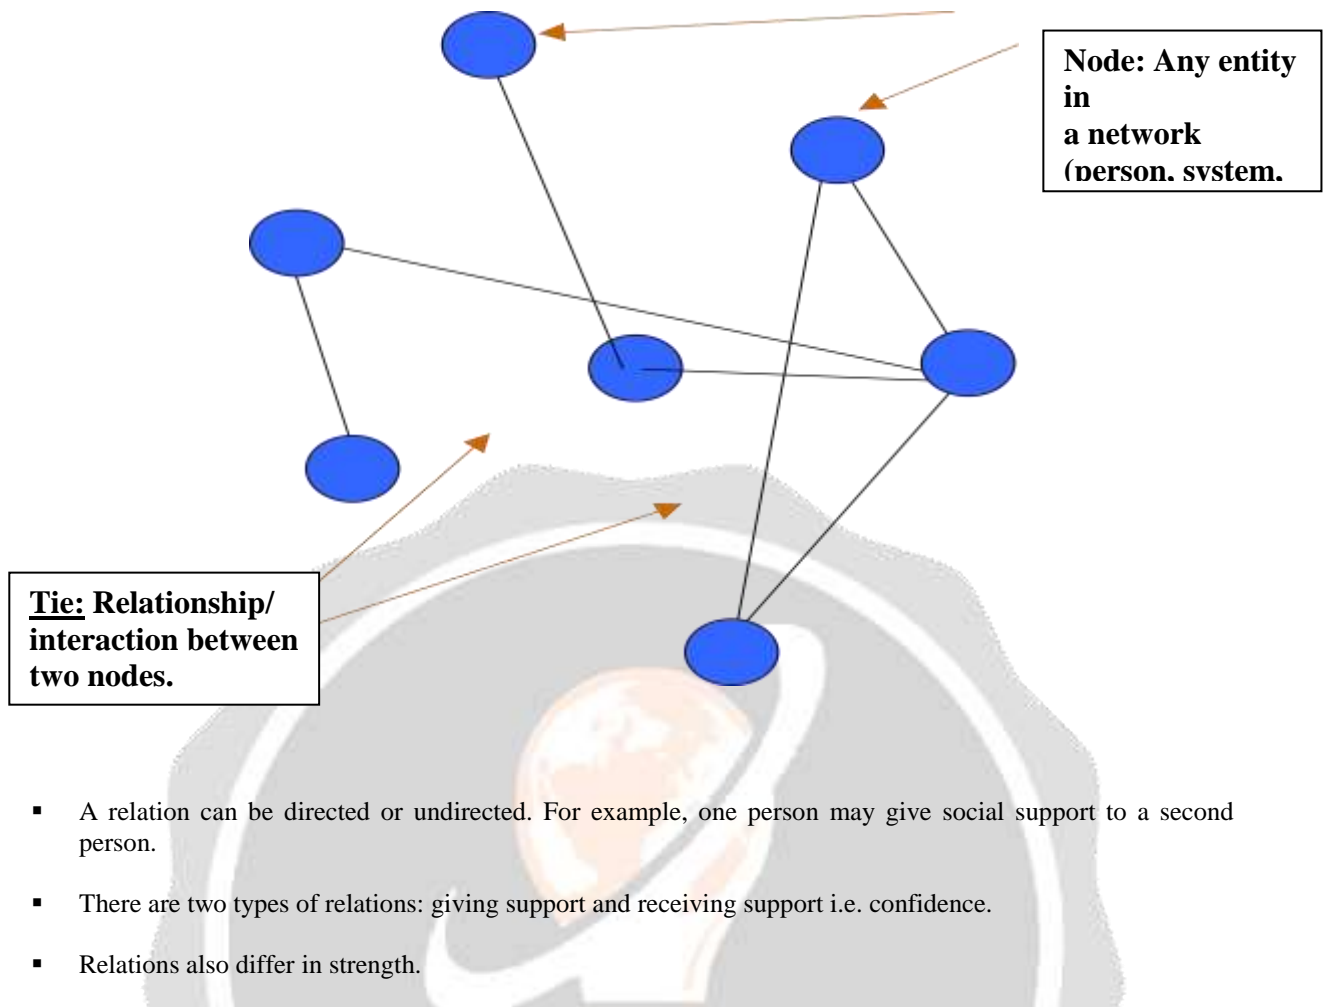 Node: Any entity
in
a network
(person, system,
Tie: Relationship/
interaction between
two nodes.
▪ A relation can be directed or undirected. For example, one person may give social support to a second
person.
▪ There are two types of relations: giving support and receiving support i.e. confidence.
▪ Relations also differ in strength.